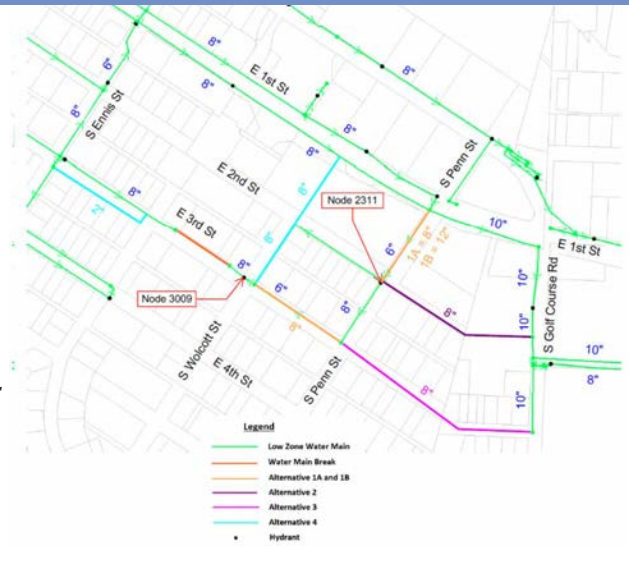 8"
8"
8"
E 1st St
6"
8"
S Ennis St
8"
S Penn St
E 2nd St
8"
Node 2311
8"
10"
E 1st St
8"
2"
E 3rd St
6"
1A = 8"
1B = 12"
8"
8"
6"
8"
8"
10"
10"
S Golf Course Rd
Node 3009
8"
10"
8"
S Wolcott St
E 4th St
S Penn St
8"
10"
Legend
Low Zone Water Main
Water Main Break
Alternative 1A and 1B
Alternative 2
Alternative 3
Alternative 4
Hydrant